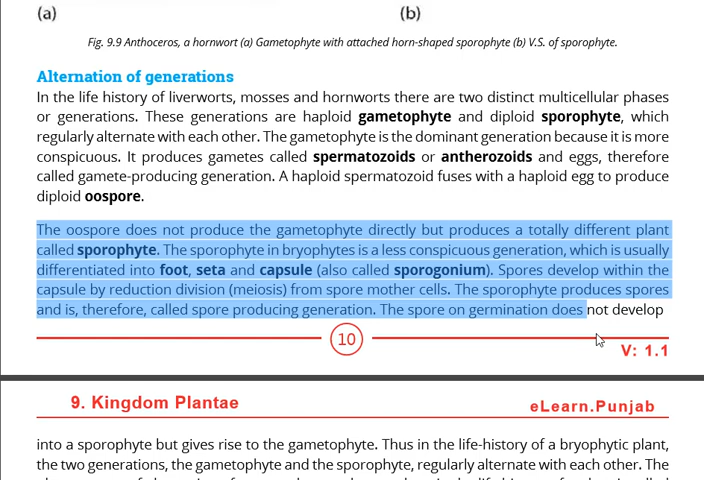 (a) (b)
Fig. 9.9 Anthoceros, a hornwort (a) Gametophyte with attached horn-shaped sporophyte (b) V.S. of sporophyte.
Alternation of generations
In the life history of liverworts, mosses and hornworts there are two distinct multicellular phases
or generations. These generations are haploid gametophyte and diploid sporophyte, which
regularly alternate with each other. The gametophyte is the dominant generation because it is more
conspicuous. It produces gametes called spermatozoids or antherozoids and eggs, therefore
called gamete-producing generation. A haploid spermatozoid fuses with a haploid egg to produce
diploid oospore.
The oospore does not produce the gametophyte directly but produces a totally different plant
called sporophyte. The sporophyte in bryophytes is a less conspicuous generation, which is usually
differentiated into foot, seta and capsule (also called sporogonium). Spores develop within the
capsule by reduction division (meiosis) from spore mother cells. The sporophyte produces spores
and is, therefore, called spore producing generation. The spore on germination does not develop
10
V: 1.1
9. Kingdom Plantae
eLearn.Punjab
into a sporophyte but gives rise to the gametophyte. Thus in the life-history of a bryophytic plant,
the two generations, the gametophyte and the sporophyte, regularly alternate with each other. The